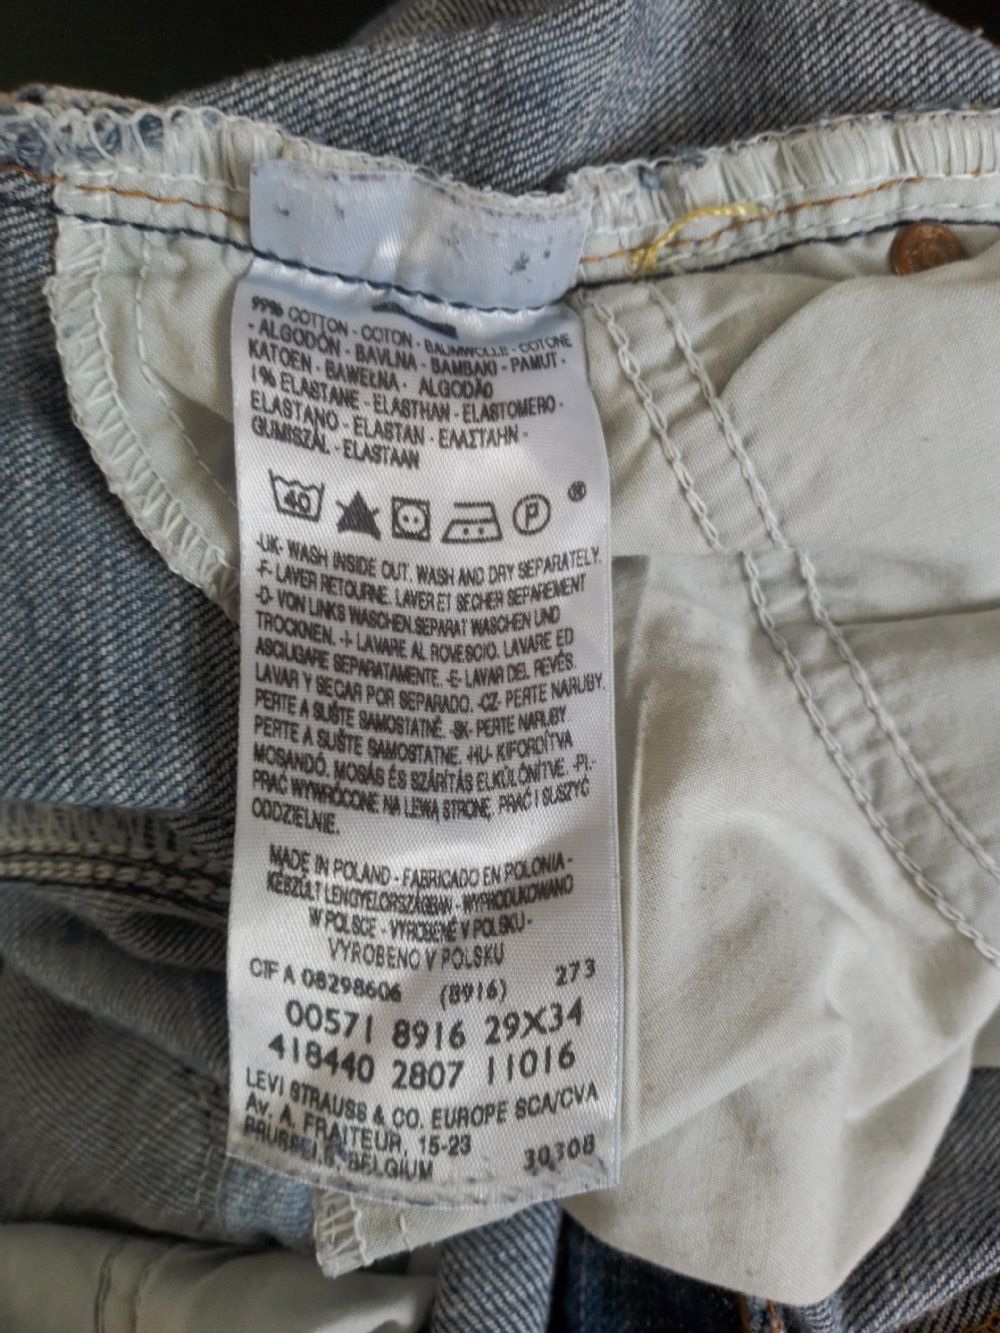 99% COTTON - COTON - BAUMWOLLE - COTONE
- ALGODÓN - BAVLNA - BAMBAKI - PAMUT -
KATOEN - BAWEŁNA - ALGODÃO
1% ELASTANE - ELASTHAN - ELASTOMERO -
ELASTANO - ELASTAN - ΕΛΑΣΤΑΗΝ -
GUMISZÁL - ELASTAAN
40 P ®
-UK- WASH INSIDE OUT. WASH AND DRY SEPARATELY.
-F- LAVER RETOURNE. LAVER ET SECHER SEPAREMENT
-D- VON LINKS WASCHEN. SEPARAT WASCHEN UND
TROCKNEN. -I- LAVARE AL ROVESCIO. LAVARE ED
ASCIUGARE SEPARATAMENTE. -E- LAVAR DEL REVÉS.
LAVAR Y SECAR POR SEPARADO. -CZ- PERTE NARUBY.
PERTE A SUŠTE SAMOSTATNĚ. -SK- PERTE NARUBY.
PERTE A SUŠTE SAMOSTATNE. -HU- KIFORDÍTVA
MOSANDÓ. MOSÁS ÉS SZÁRÍTÁS ELKÜLÖNÍTVE. -PL-
PRAĆ WYWRÓCONE NA LEWĄ STRONĘ, PRAĆ I SUSZYĆ
ODDZIELNIE.
MADE IN POLAND - FABRICADO EN POLONIA -
KÉSZÜLT LENGYELORSZÁGBAN - WYPRODUKOWANO
W POLSCE - VYROBENÉ V POĽSKU -
VYROBENO V POLSKU
CIF A 08298606 (8916) 273
00571 8916 29X34
418440 2807 11016
LEVI STRAUSS & CO. EUROPE SCA/CVA
AV. A. FRAITEUR, 15-23
BRUSSELS, BELGIUM 30308